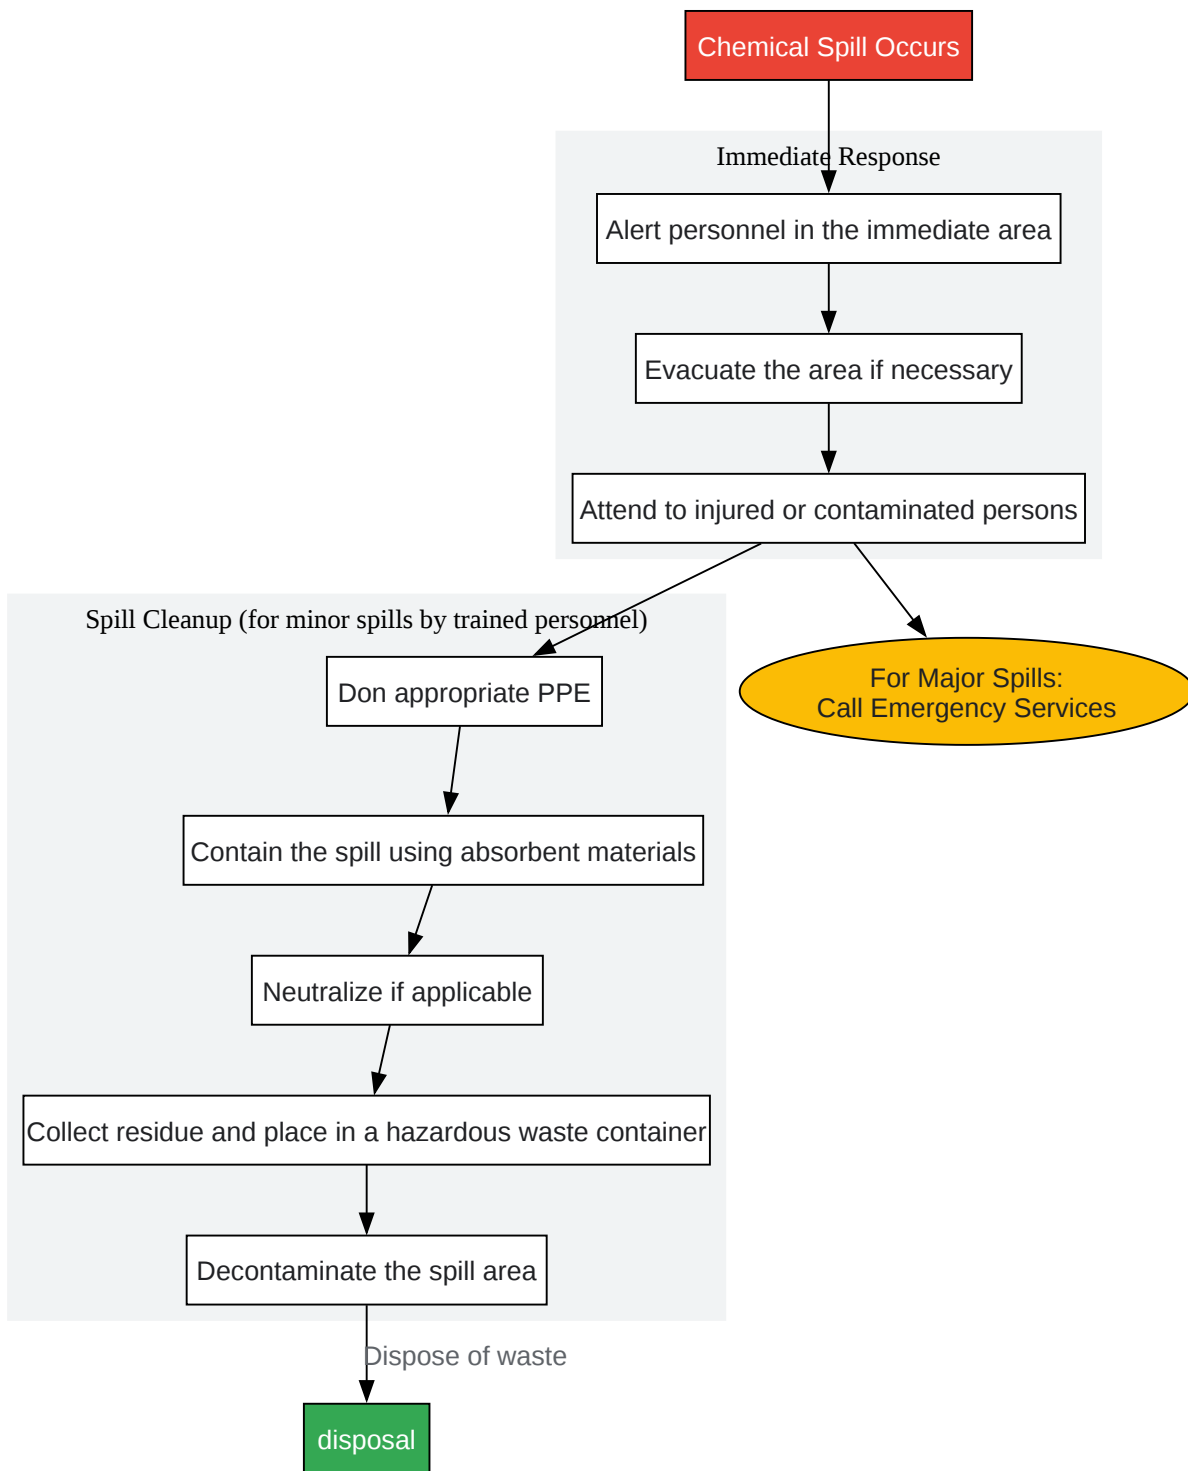 Chemical Spill Occurs
Immediate Response
Alert personnel in the immediate area
Evacuate the area if necessary
Attend to injured or contaminated persons
Spill Cleanup (for minor spills by trained personnel)
Don appropriate PPE
For Major Spills:
Call Emergency Services
Contain the spill using absorbent materials
Neutralize if applicable
Collect residue and place in a hazardous waste container
Decontaminate the spill area
Dispose of waste
disposal